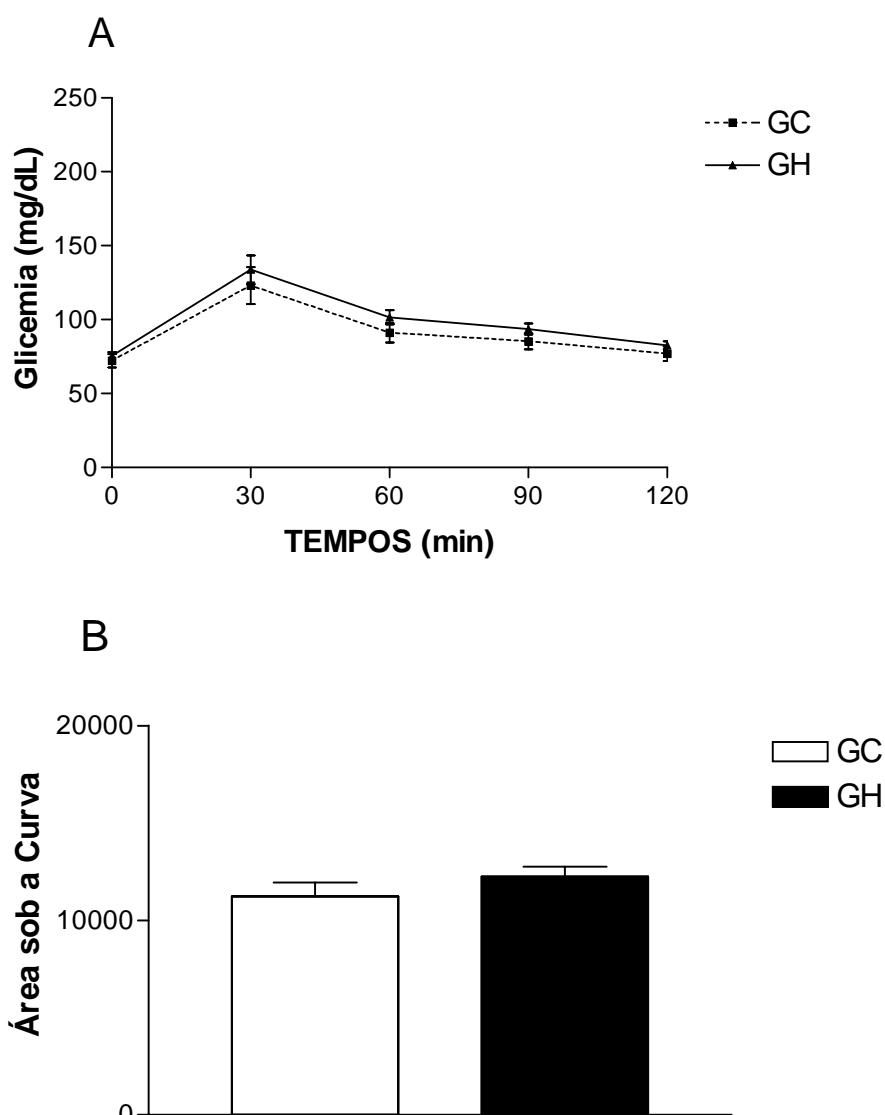 A
250
200
150
100
50
0
Glicemia (mg/dL)
0 30 60 90 120
TEMPOS (min)
GC
GH
B
20000
10000
0
Área sob a Curva
GC
GH